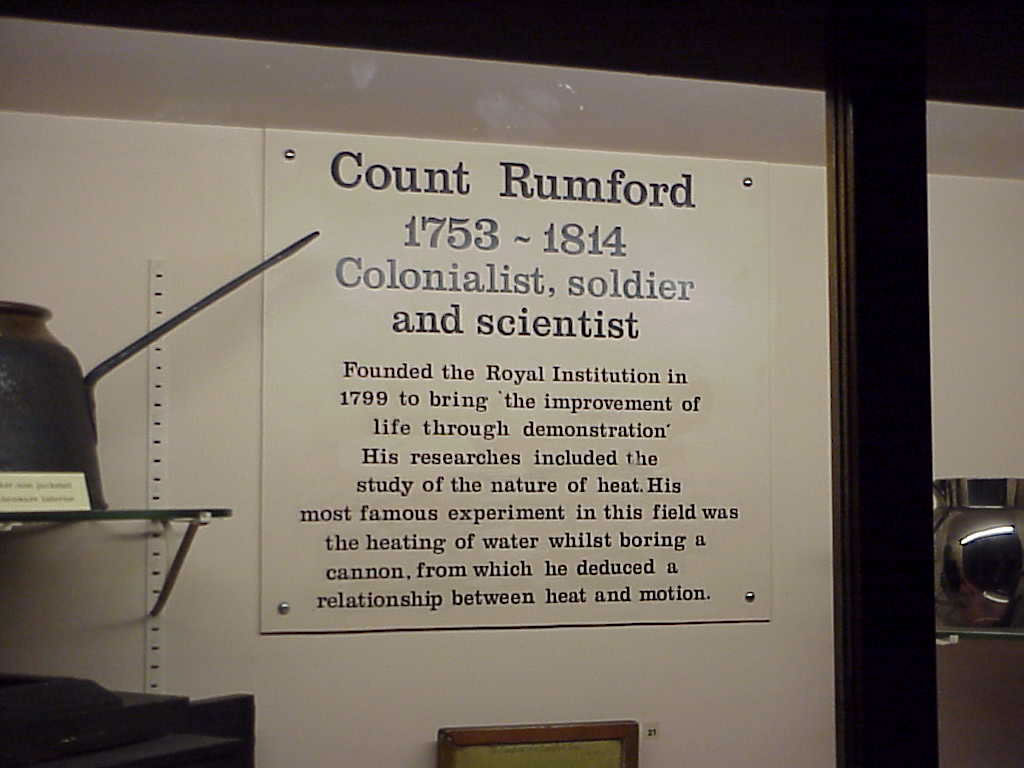 Count Rumford
1753 ~ 1814
Colonialist, soldier
and scientist
Founded the Royal Institution in
1799 to bring 'the improvement of
life through demonstration'
His researches included the
study of the nature of heat. His
most famous experiment in this field was
the heating of water whilst boring a
cannon, from which he deduced a
relationship between heat and motion.
21